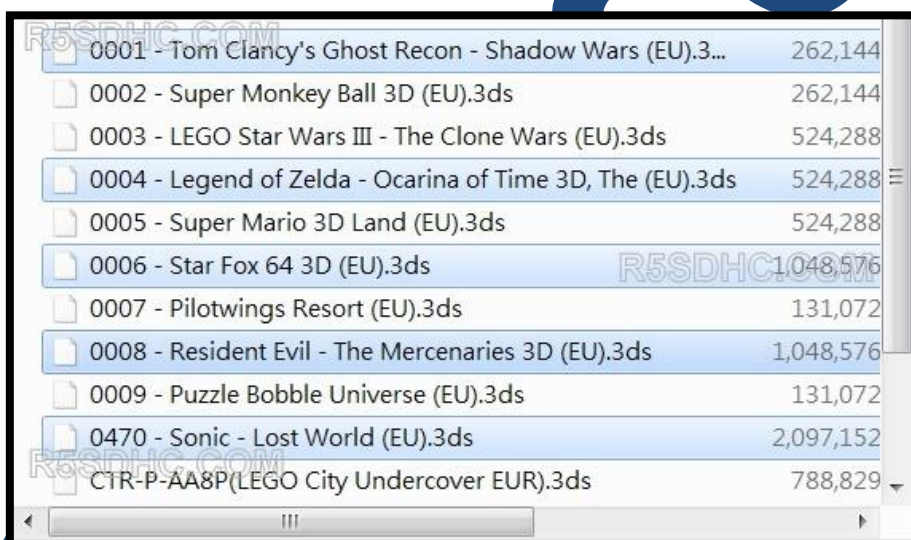 R5SDHC.COM
0001 - Tom Clancy's Ghost Recon - Shadow Wars (EU).3... 262,144
0002 - Super Monkey Ball 3D (EU).3ds 262,144
0003 - LEGO Star Wars III - The Clone Wars (EU).3ds 524,288
0004 - Legend of Zelda - Ocarina of Time 3D, The (EU).3ds 524,288
0005 - Super Mario 3D Land (EU).3ds 524,288
0006 - Star Fox 64 3D (EU).3ds 1,048,576
R5SDHC.COM
0007 - Pilotwings Resort (EU).3ds 131,072
0008 - Resident Evil - The Mercenaries 3D (EU).3ds 1,048,576
0009 - Puzzle Bobble Universe (EU).3ds 131,072
0470 - Sonic - Lost World (EU).3ds 2,097,152
R5SDHC.COM
CTR-P-AA8P(LEGO City Undercover EUR).3ds 788,829